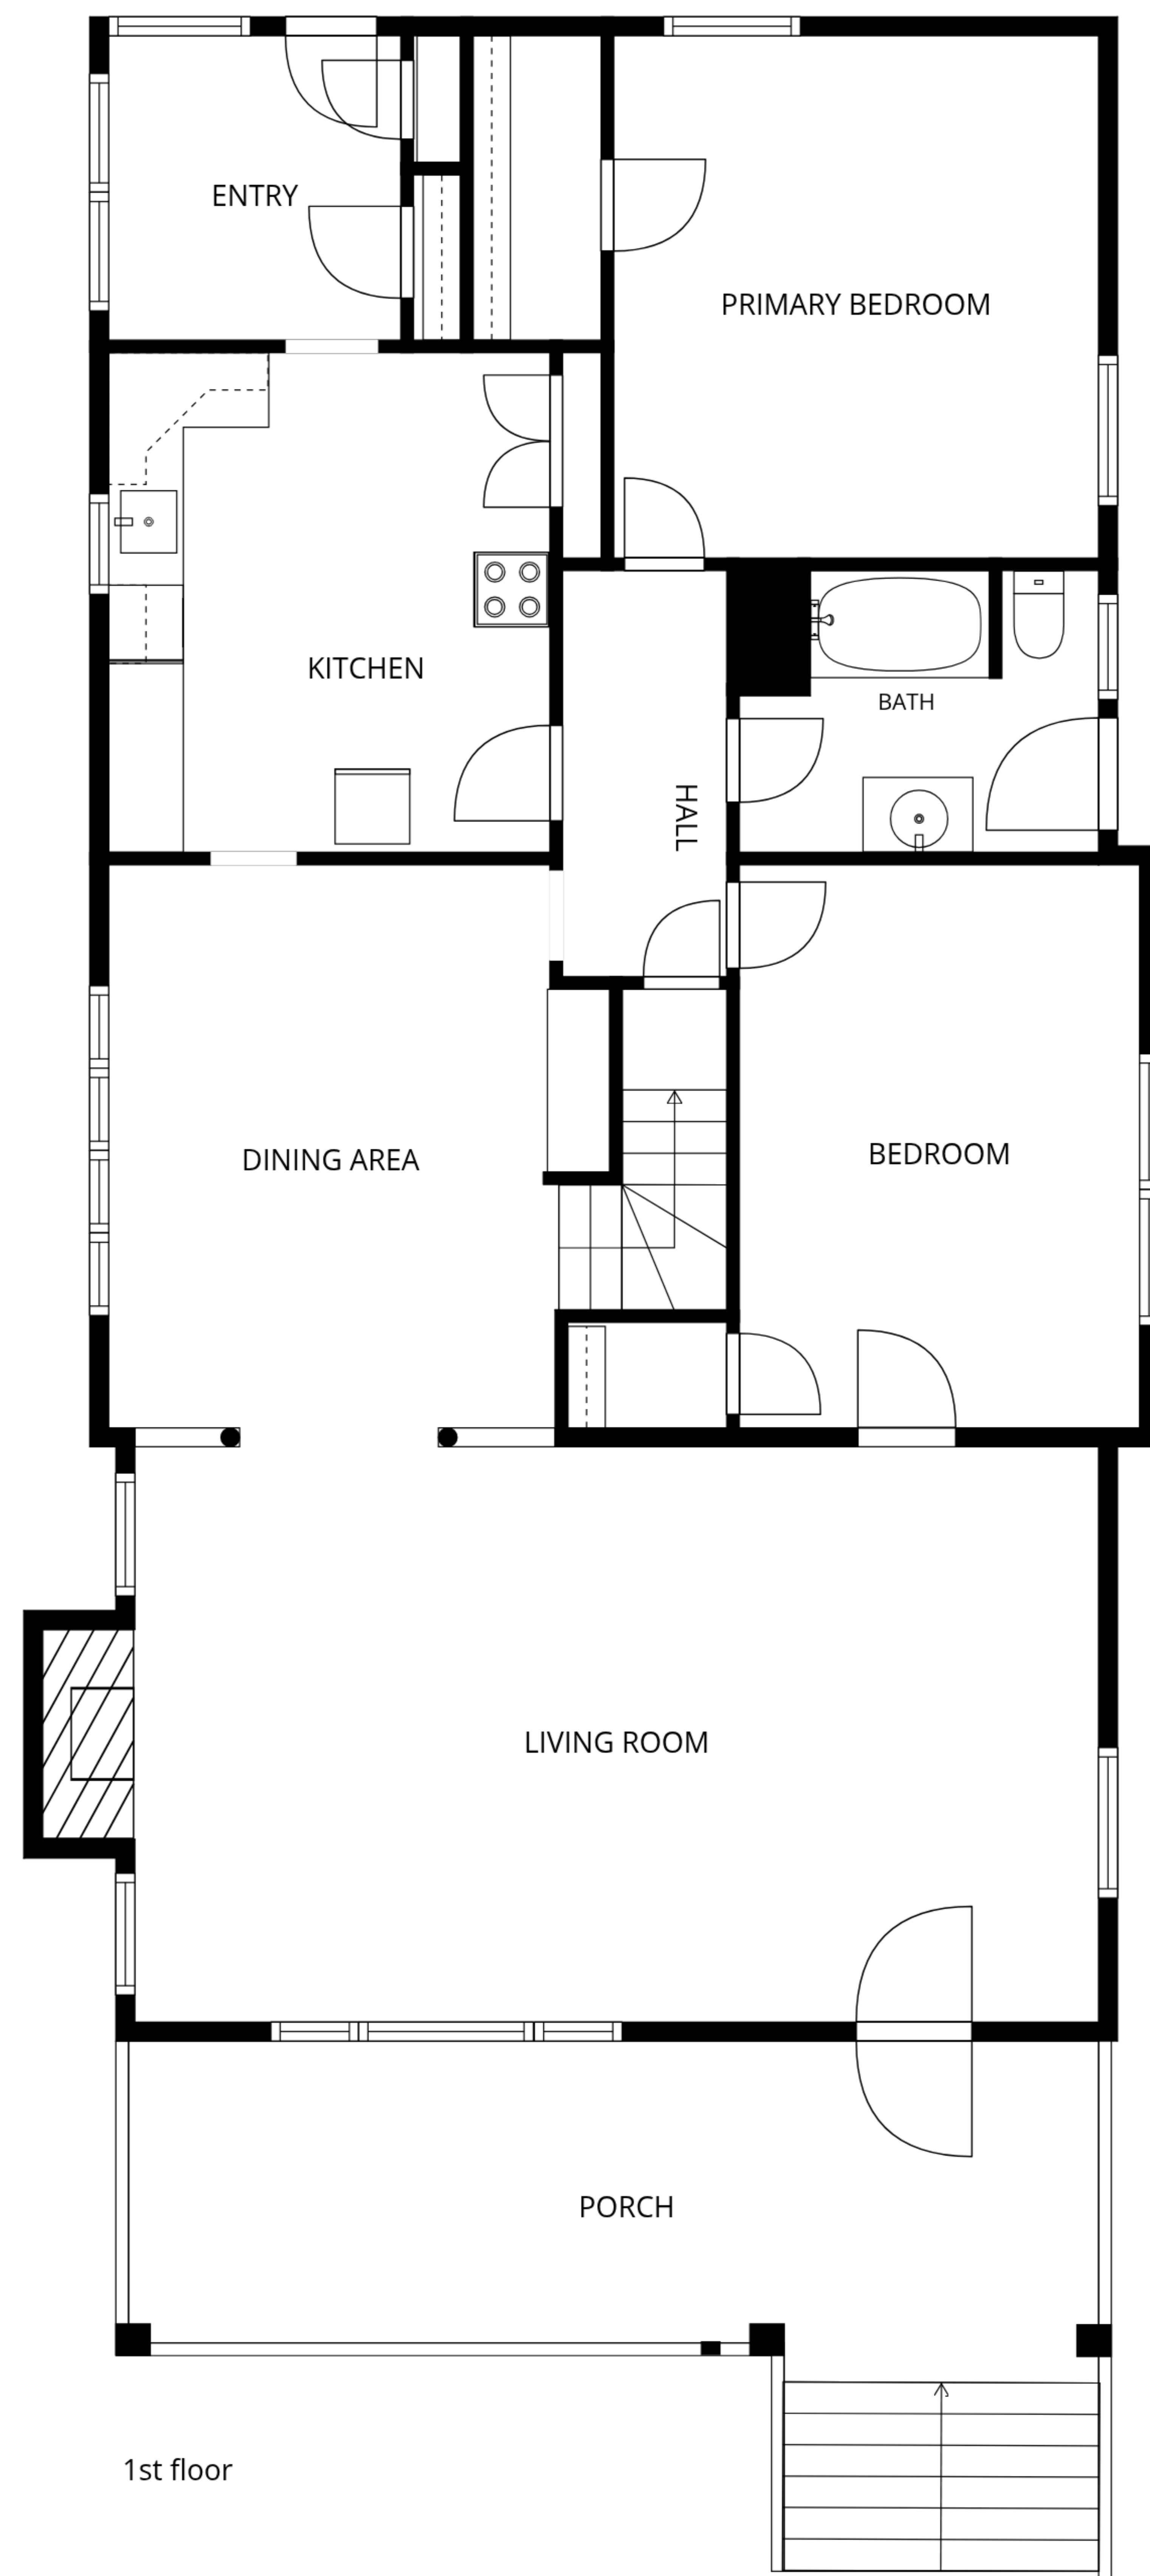 ENTRY
PRIMARY BEDROOM
KITCHEN
BATH
HALL
BEDROOM
DINING AREA
LIVING ROOM
PORCH
1st floor